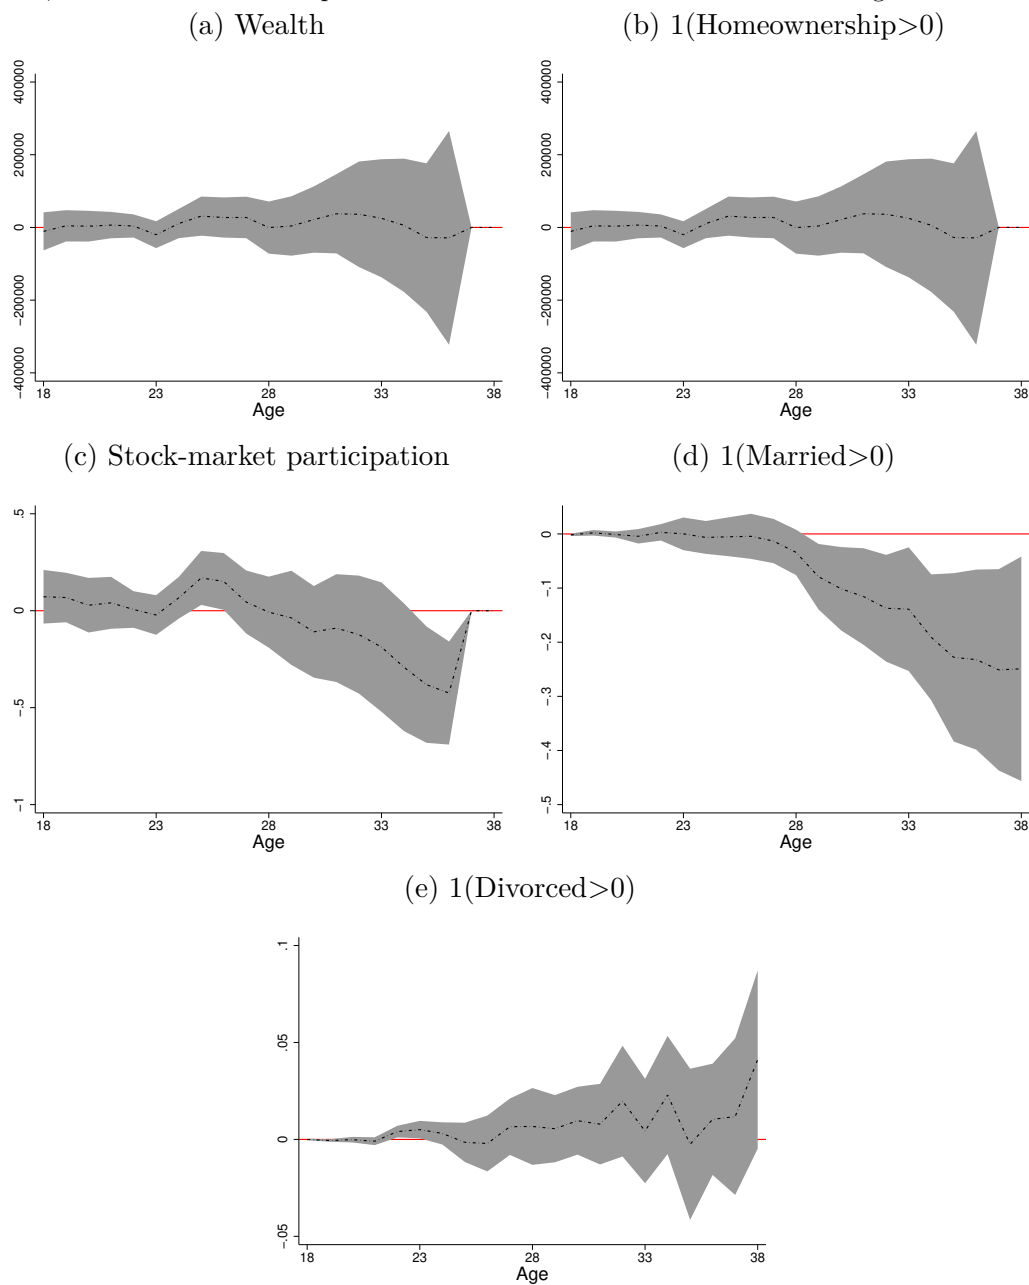 (a) Wealth
(b) 1(Homeownership>0)
400000
200000
0
−200000
−400000
18 23 28 33 38
Age
400000
200000
0
−200000
−400000
18 23 28 33 38
Age
(c) Stock-market participation
(d) 1(Married>0)
.5
0
−.5
−1
18 23 28 33 38
Age
0
−.1
−.2
−.3
−.4
−.5
18 23 28 33 38
Age
(e) 1(Divorced>0)
.1
.05
0
−.05
18 23 28 33 38
Age